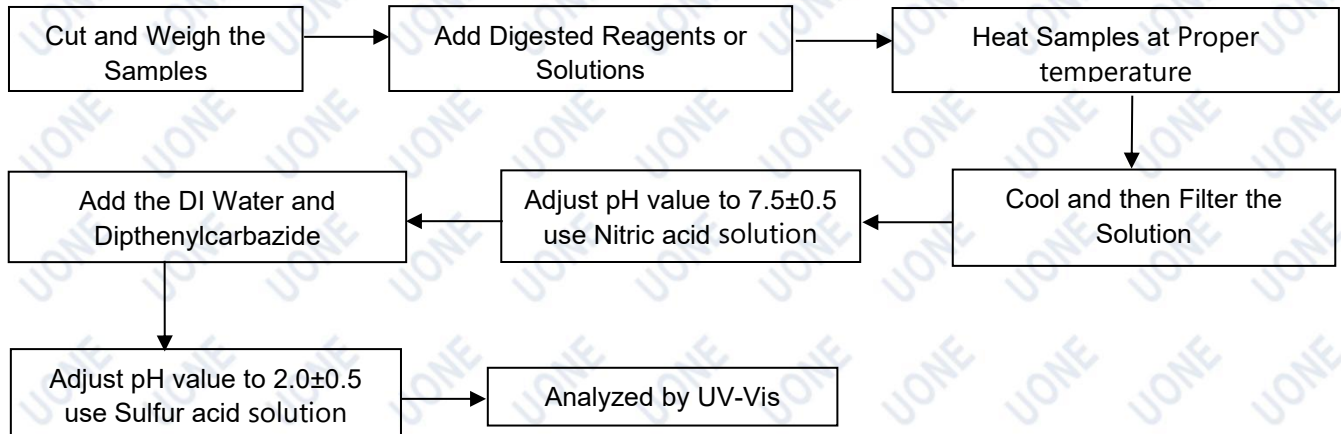 Cut and Weigh the
Samples
Add Digested Reagents or
Solutions
Heat Samples at Proper
temperature
Cool and then Filter the
Solution
Adjust pH value to 7.5±0.5
use Nitric acid solution
Add the DI Water and
Dipthenylcarbazide
Adjust pH value to 2.0±0.5
use Sulfur acid solution
Analyzed by UV-Vis
UONE